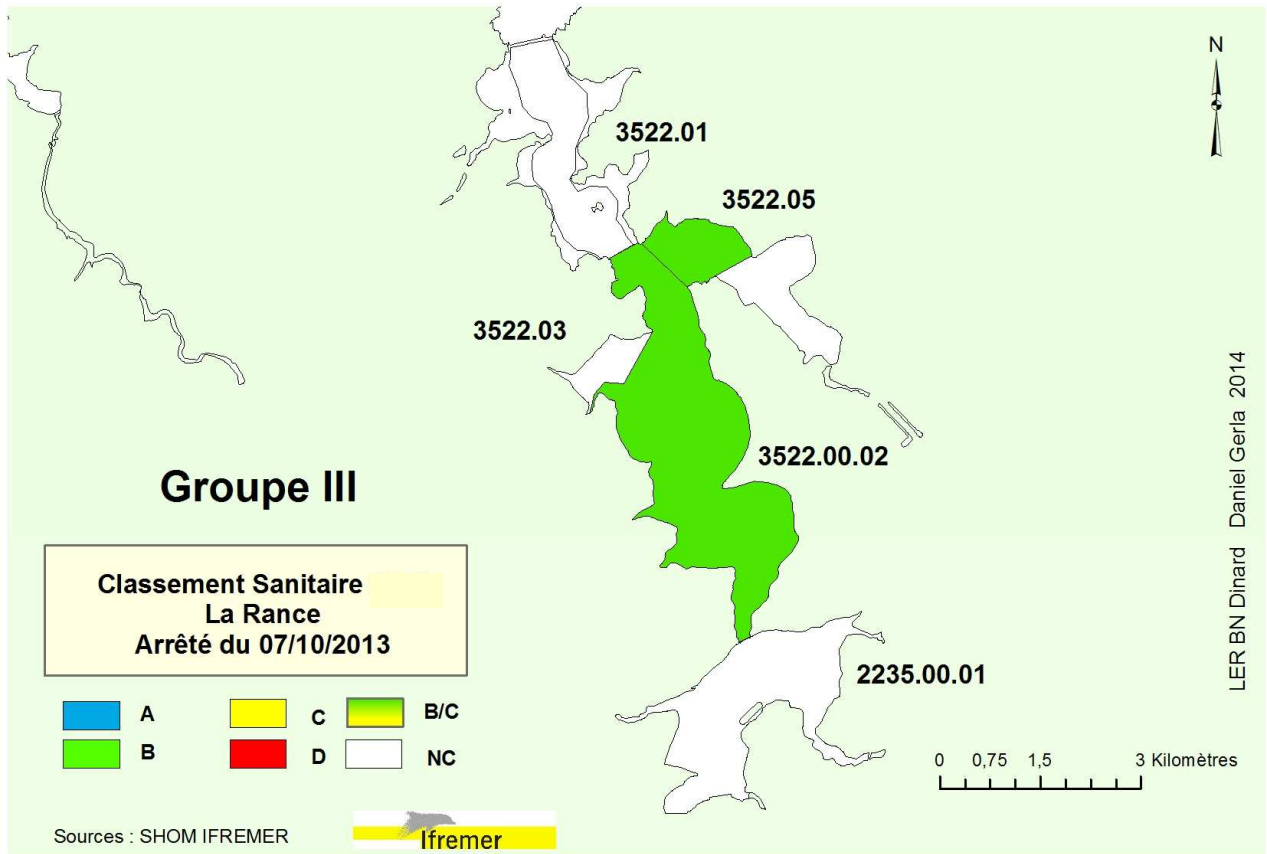 N
3522.01
3522.05
3522.03
3522.00.02
Groupe III
Classement Sanitaire
La Rance
Arrêté du 07/10/2013
2235.00.01
A
C
B/C
B
D
NC
0 0,75 1,5 3 Kilomètres
Sources : SHOM IFREMER
Ifremer
LER BN Dinard Daniel Gerla 2014